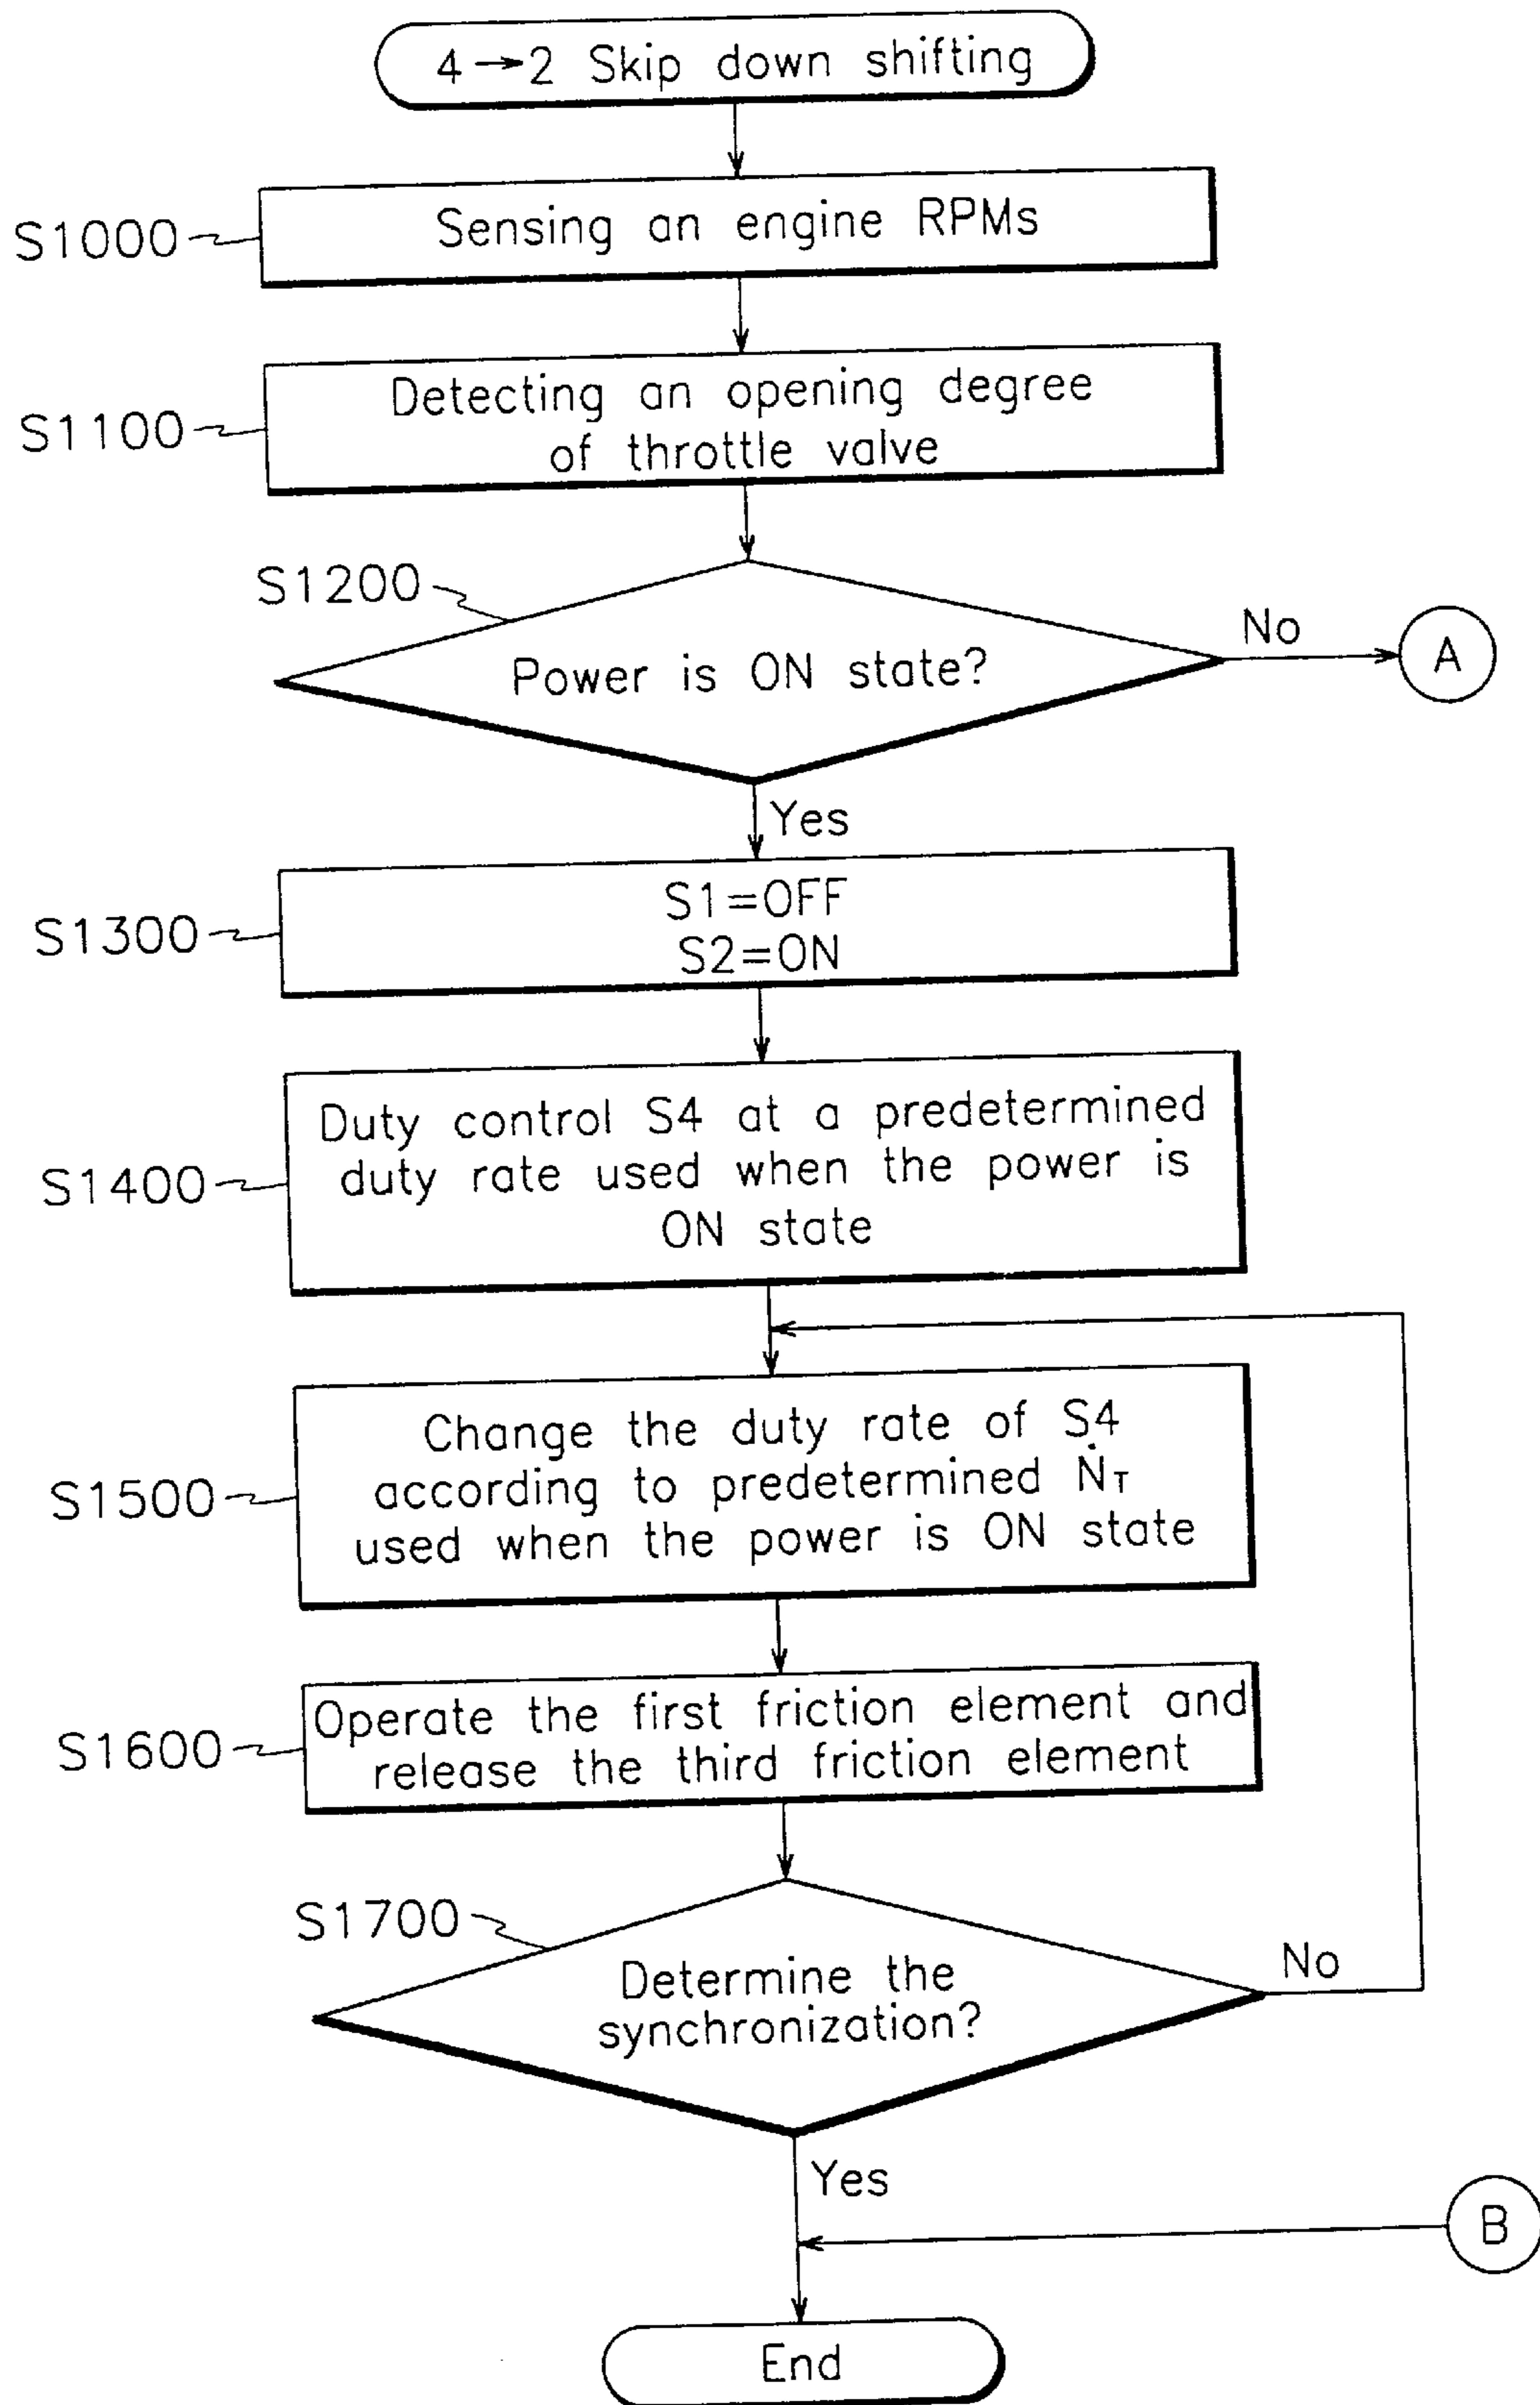 4→2 Skip down shifting
S1000
Sensing an engine RPMs
S1100
Detecting an opening degree
of throttle valve
S1200
Power is ON state?
No
A
Yes
S1300
S1=OFF
S2=ON
S1400
Duty control S4 at a predetermined
duty rate used when the power is
ON state
S1500
Change the duty rate of S4
according to predetermined ṄT
used when the power is ON state
S1600
Operate the first friction element and
release the third friction element
S1700
Determine the
synchronization?
No
Yes
B
End